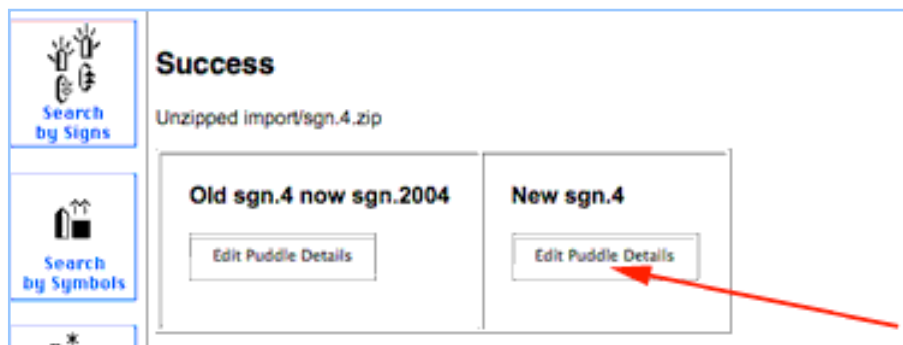 Search
by Signs
Search
by Symbols
Success
Unzipped import/sgn.4.zip
Old sgn.4 now sgn.2004
Edit Puddle Details
New sgn.4
Edit Puddle Details